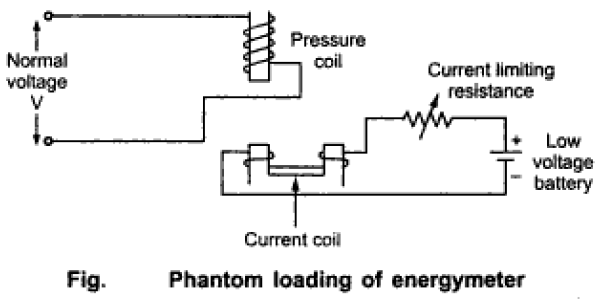 Normal
voltage
V
Pressure
coil
Current limiting
resistance
+
Low
voltage
battery
−
Current coil
Fig. Phantom loading of energymeter